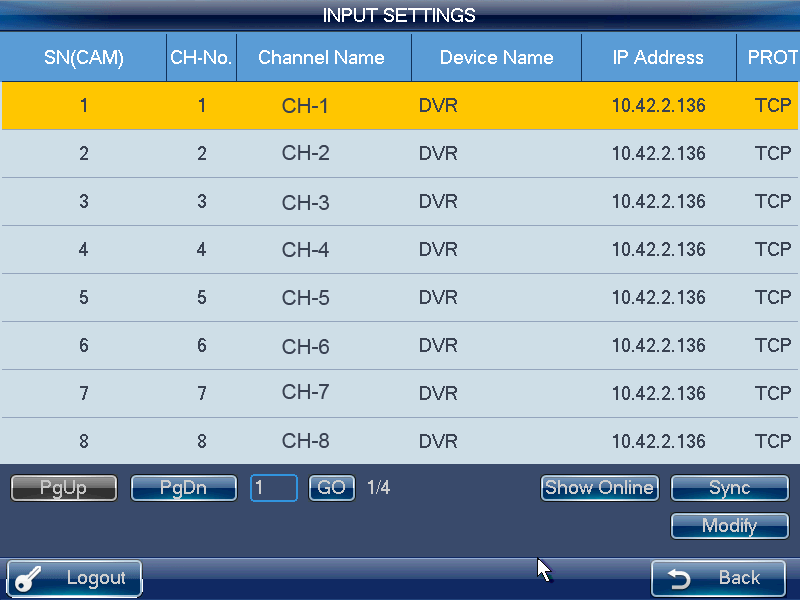 INPUT SETTINGS
SN(CAM) CH-No. Channel Name Device Name IP Address PROT
1 1 CH-1 DVR 10.42.2.136 TCP
2 2 CH-2 DVR 10.42.2.136 TCP
3 3 CH-3 DVR 10.42.2.136 TCP
4 4 CH-4 DVR 10.42.2.136 TCP
5 5 CH-5 DVR 10.42.2.136 TCP
6 6 CH-6 DVR 10.42.2.136 TCP
7 7 CH-7 DVR 10.42.2.136 TCP
8 8 CH-8 DVR 10.42.2.136 TCP
PgUp PgDn 1 GO 1/4 Show Online Sync
Modify
Logout Back